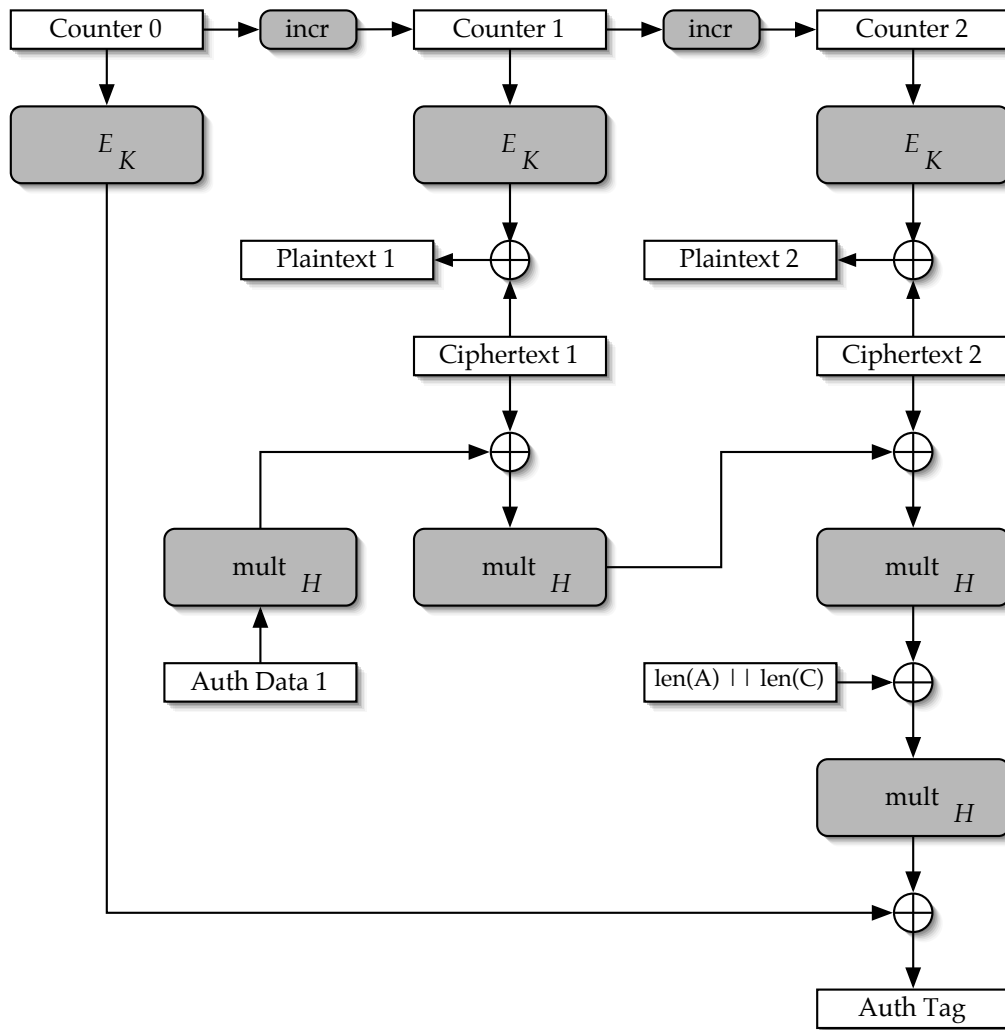 Counter 0
incr
Counter 1
incr
Counter 2
E K
E K
E K
Plaintext 1
Plaintext 2
Ciphertext 1
Ciphertext 2
mult H
mult H
mult H
Auth Data 1
len(A) || len(C)
mult H
Auth Tag